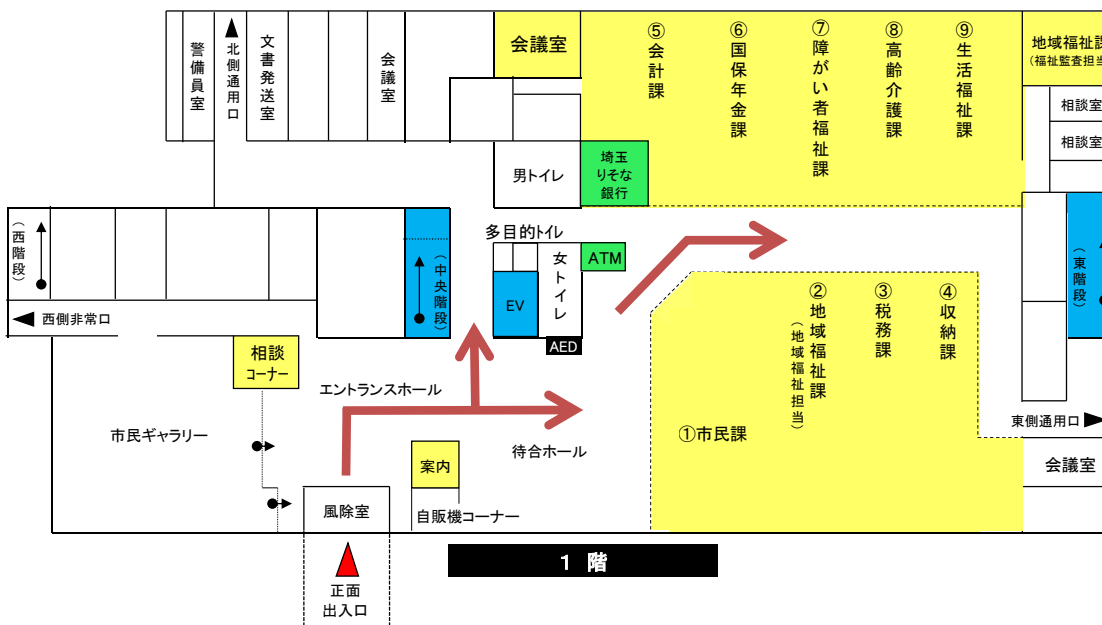 警備員室
北側通用口
文書発送室
会議室
会議室
⑤会計課
⑥国保年金課
⑦障がい者福祉課
⑧高齢介護課
⑨生活福祉課
地域福祉課
(福祉監査担当
相談室
相談室
男トイレ
埼玉
りそな
銀行
(西階段)
(中央階段)
多目的トイレ
女トイレ
ATM
EV
AED
(東階段)
西側非常口
②地域福祉課
(地域福祉担当)
③税務課
④収納課
相談
コーナー
エントランスホール
市民ギャラリー
①市民課
東側通用口
待合ホール
案内
会議室
風除室
自販機コーナー
1 階
正面
出入口